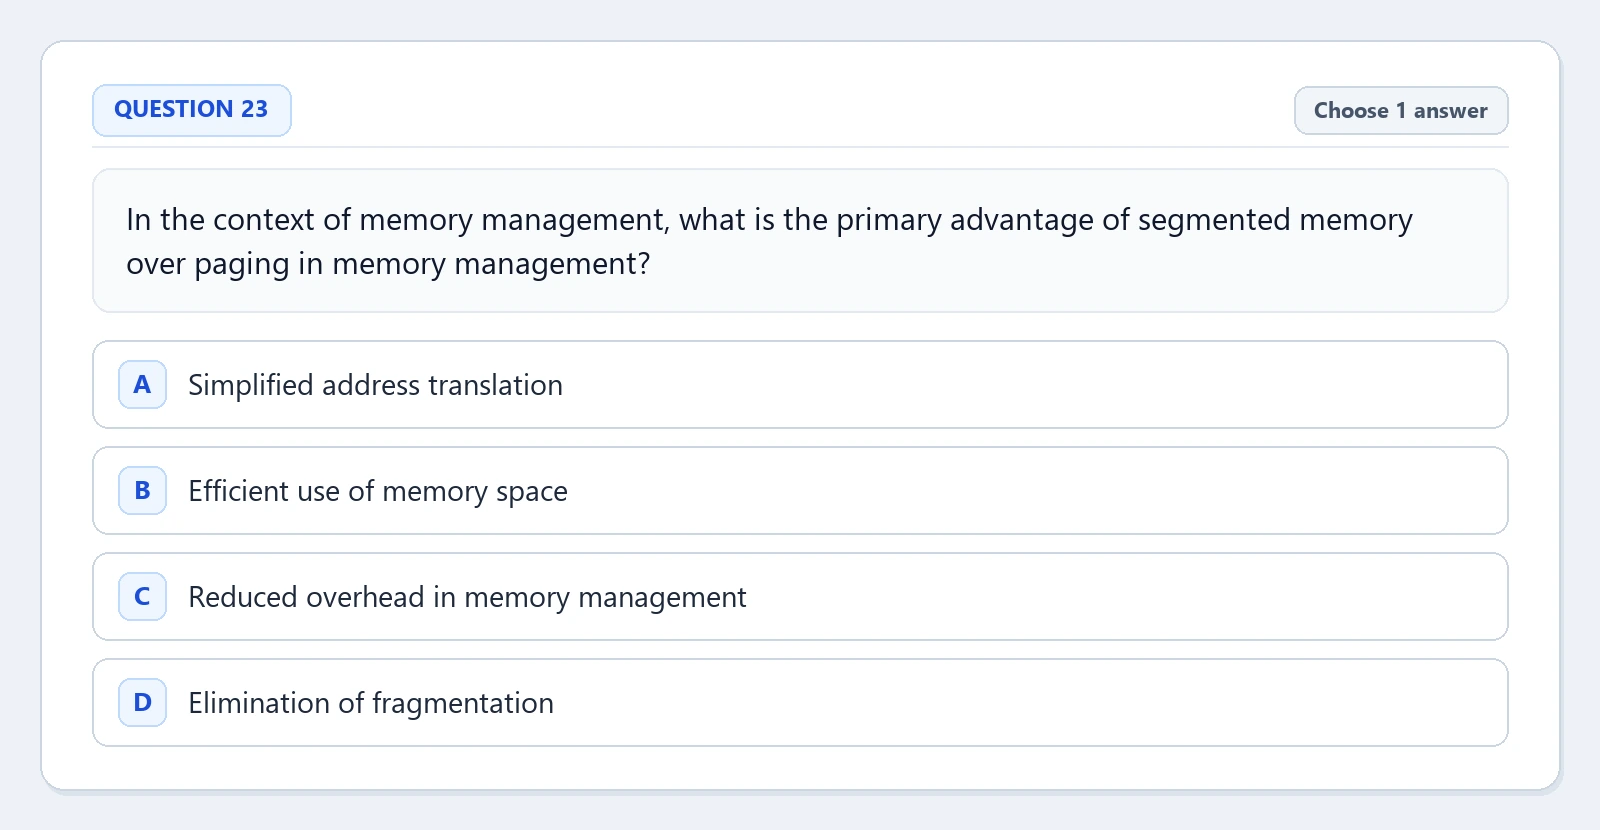 QUESTION 23
Choose 1 answer
In the context of memory management, what is the primary advantage of segmented memory
over paging in memory management?
A Simplified address translation
B Efficient use of memory space
C Reduced overhead in memory management
D Elimination of fragmentation